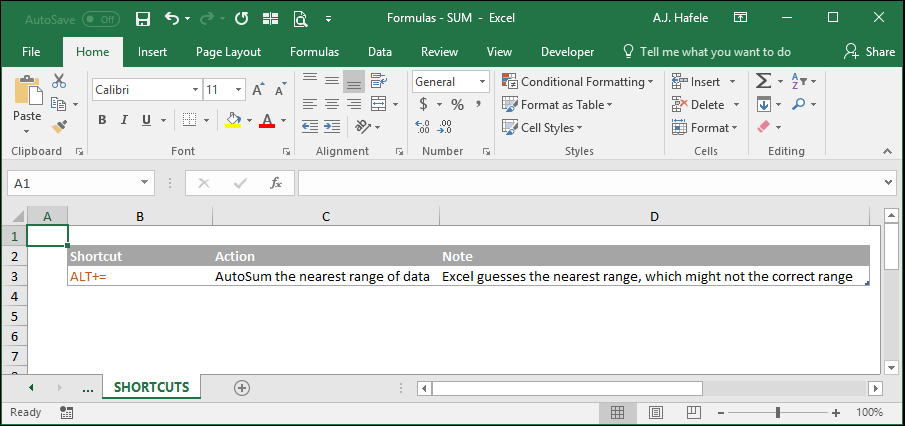 AutoSave Off Formulas - SUM - Excel A.J. Hafele
File Home Insert Page Layout Formulas Data Review View Developer Tell me what you want to do Share
Paste
Calibri 11
B I U A
General
$ % ,
Conditional Formatting
Format as Table
Cell Styles
Insert
Delete
Format
Clipboard Font Alignment Number Styles Cells Editing
A1 fx
A B C D
1
2 Shortcut Action Note
3 ALT+= AutoSum the nearest range of data Excel guesses the nearest range, which might not the correct range
4
5
6
7
... SHORTCUTS
Ready 100%